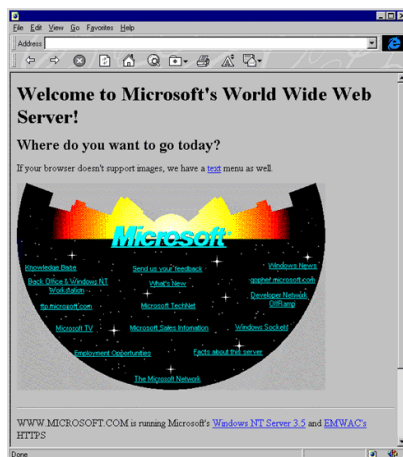 File Edit View Go Favorites Help
Address
Welcome to Microsoft's World Wide Web
Server!
Where do you want to go today?
If your browser doesn't support images, we have a text menu as well.
Microsoft
Knowledge Base
Send us your feedback
Windows News
Back Office & Windows NT
Workstation
What's New
gopher.microsoft.com
ftp.microsoft.com
Microsoft TechNet
Developer Network
OffRamp
Microsoft TV
Microsoft Sales Information
Windows Sockets
Employment Opportunities
Facts about this server
The Microsoft Network
WWW.MICROSOFT.COM is running Microsoft's Windows NT Server 3.5 and EMWAC's
HTTPS
Done